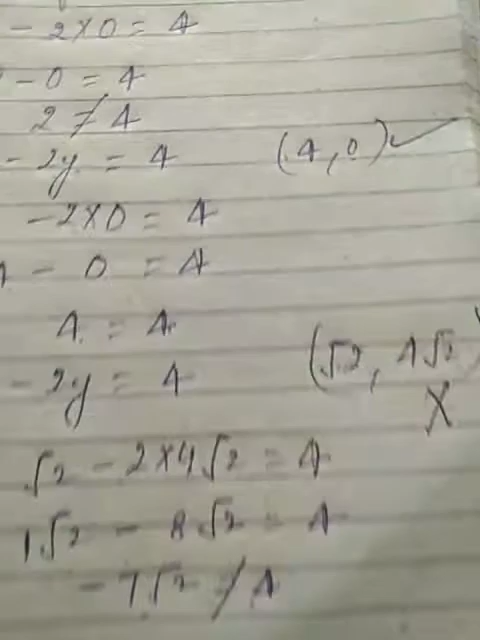 - 2×0 = 4
- 0 = 4
2 ≠ 4
- 2y = 4 (4, 0) ✓
- 2×0 = 4
4 - 0 = 4
4 = 4
- 2y = 4 (√2, 4√2) X
√2 - 2×4√2 = 4
1√2 - 8√2 = 4
- 7√2 ≠ 4